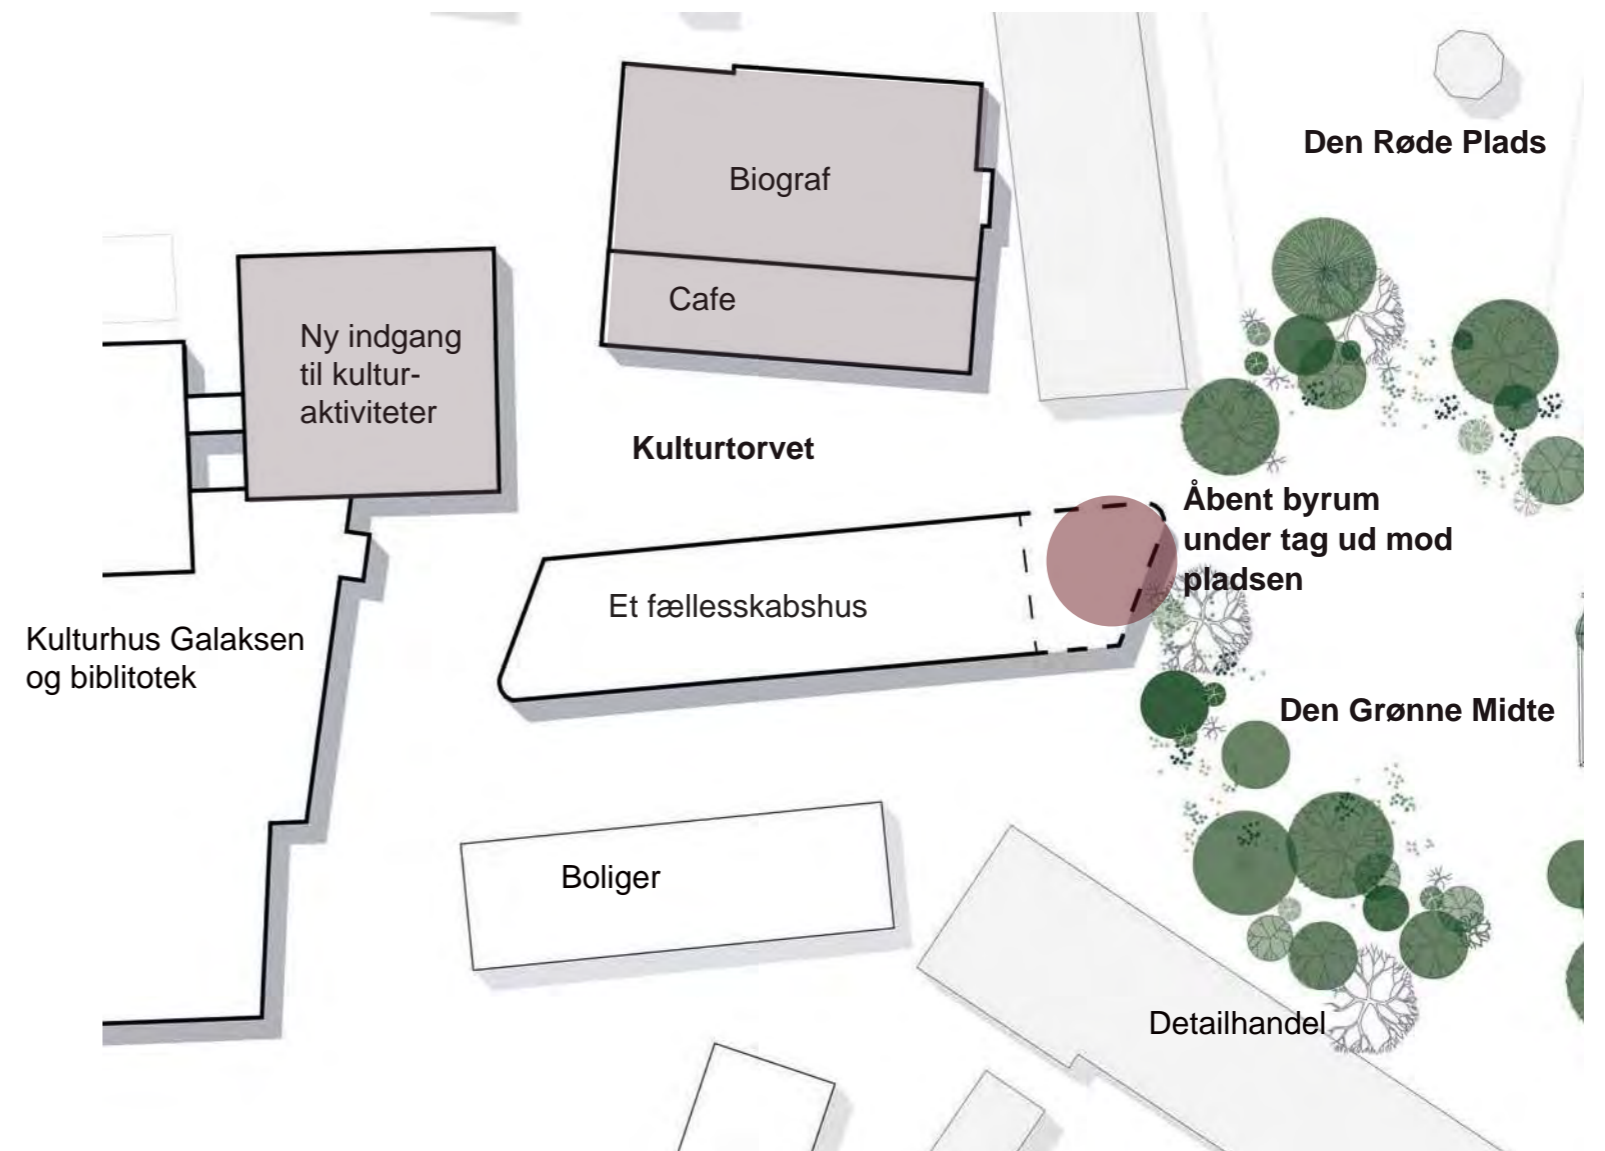 Den Røde Plads
Biograf
Cafe
Ny indgang
til kultur-
aktiviteter
Kulturtorvet
Åbent byrum
under tag ud mod
pladsen
Et fællesskabshus
Kulturhus Galaksen
og biblitotek
Den Grønne Midte
Boliger
Detailhandel